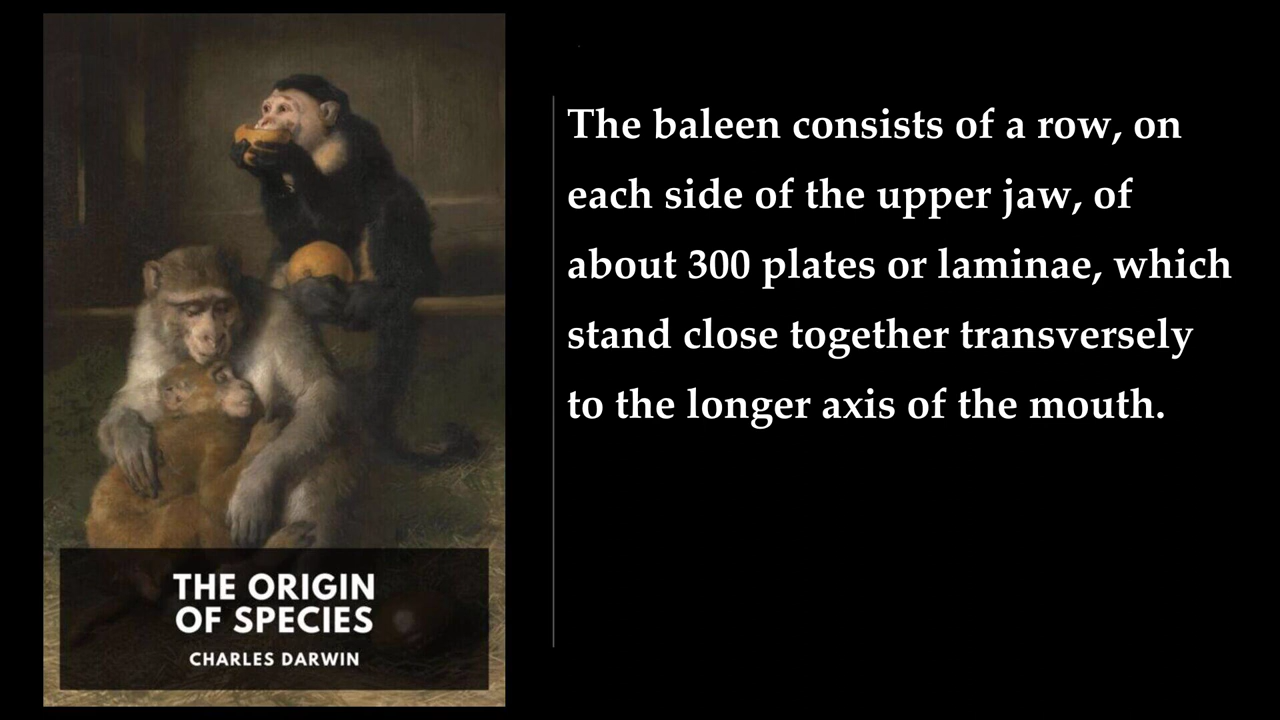 The baleen consists of a row, on
each side of the upper jaw, of
about 300 plates or laminae, which
stand close together transversely
to the longer axis of the mouth.
THE ORIGIN
OF SPECIES
CHARLES DARWIN